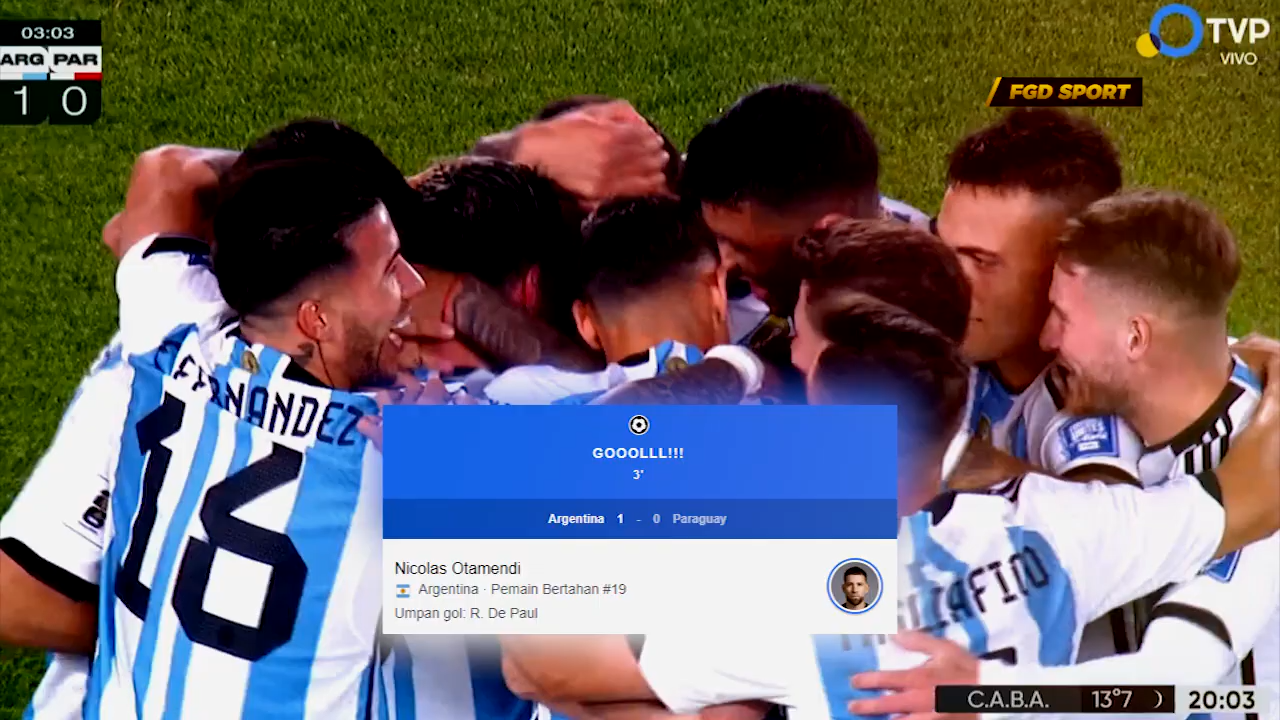 03:03
ARG PAR
1 0
TVP
VIVO
FGD SPORT
FERNANDEZ
16
GOOOLLL!!!
3'
Argentina 1 - 0 Paraguay
Nicolas Otamendi
Argentina · Pemain Bertahan #19
Umpan gol: R. De Paul
C.A.B.A. 13°7 20:03